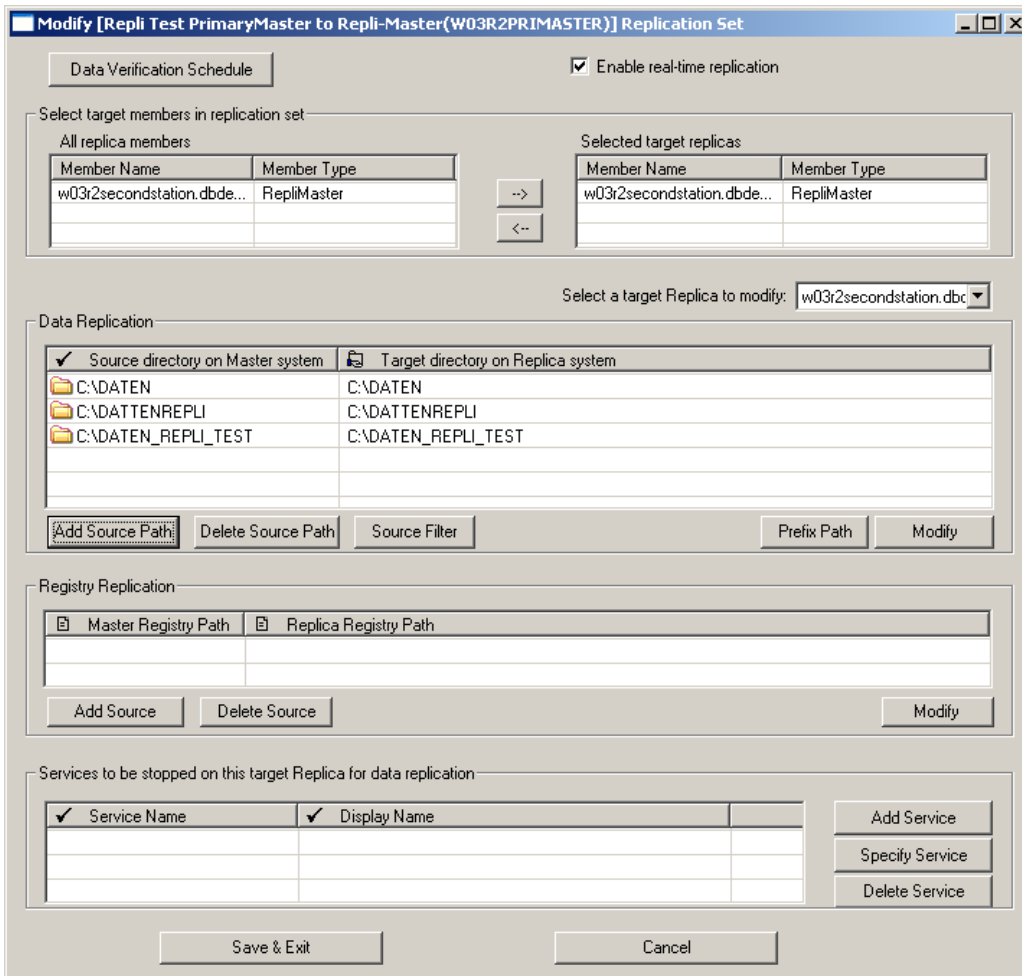 Modify [Repli Test PrimaryMaster to Repli-Master(W03R2PRIMASTER)] Replication Set
Data Verification Schedule
Enable real-time replication
Select target members in replication set
All replica members
Member Name Member Type
w03r2secondstation.dbde... RepliMaster
-->
<--
Selected target replicas
Member Name Member Type
w03r2secondstation.dbde... RepliMaster
Select a target Replica to modify: w03r2secondstation.dbc
Data Replication
Source directory on Master system Target directory on Replica system
C:\DATEN C:\DATEN
C:\DATTENREPLI C:\DATTENREPLI
C:\DATEN_REPLI_TEST C:\DATEN_REPLI_TEST
Add Source Path Delete Source Path Source Filter Prefix Path Modify
Registry Replication
Master Registry Path Replica Registry Path
Add Source Delete Source Modify
Services to be stopped on this target Replica for data replication
Service Name Display Name
Add Service
Specify Service
Delete Service
Save & Exit Cancel